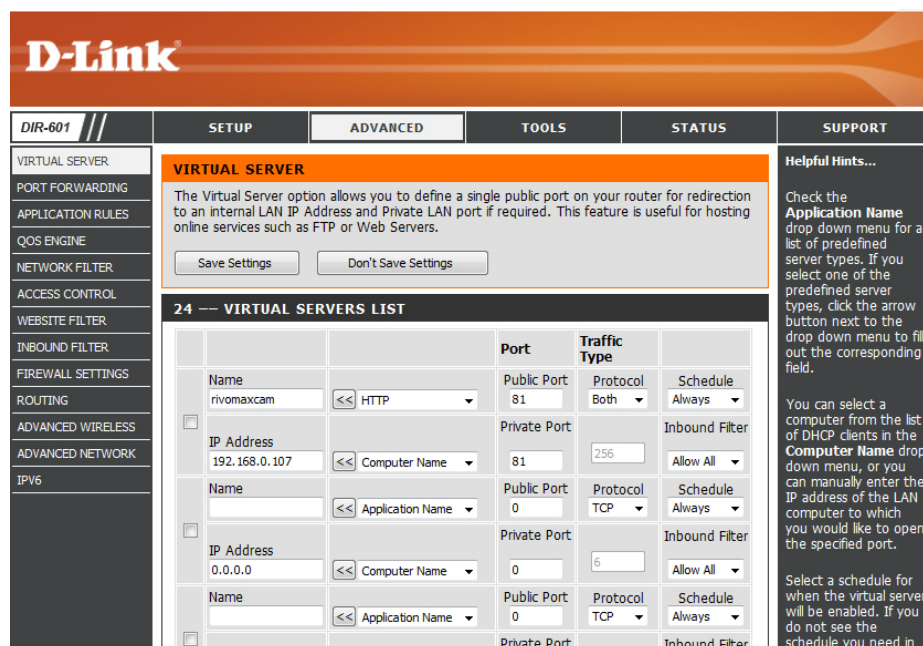 D-Link®
DIR-601
SETUP
ADVANCED
TOOLS
STATUS
SUPPORT
VIRTUAL SERVER
PORT FORWARDING
APPLICATION RULES
QOS ENGINE
NETWORK FILTER
ACCESS CONTROL
WEBSITE FILTER
INBOUND FILTER
FIREWALL SETTINGS
ROUTING
ADVANCED WIRELESS
ADVANCED NETWORK
IPV6
VIRTUAL SERVER
The Virtual Server option allows you to define a single public port on your router for redirection
to an internal LAN IP Address and Private LAN port if required. This feature is useful for hosting
online services such as FTP or Web Servers.
Save Settings
Don't Save Settings
24 -- VIRTUAL SERVERS LIST
Port
Traffic
Type
Name
Public Port
Protocol
Schedule
rivomaxcam
<<
HTTP
81
Both
Always
Private Port
Inbound Filter
IP Address
256
192.168.0.107
<<
Computer Name
81
Allow All
Name
Public Port
Protocol
Schedule
<<
Application Name
0
TCP
Always
Private Port
Inbound Filter
IP Address
6
0.0.0.0
<<
Computer Name
0
Allow All
Name
Public Port
Protocol
Schedule
<<
Application Name
0
TCP
Always
Private Port
Inbound Filter
Helpful Hints...
Check the
Application Name
drop down menu for a
list of predefined
server types. If you
select one of the
predefined server
types, click the arrow
button next to the
drop down menu to fill
out the corresponding
field.
You can select a
computer from the list
of DHCP clients in the
Computer Name drop
down menu, or you
can manually enter the
IP address of the LAN
computer to which
you would like to open
the specified port.
Select a schedule for
when the virtual server
will be enabled. If you
do not see the
schedule you need in